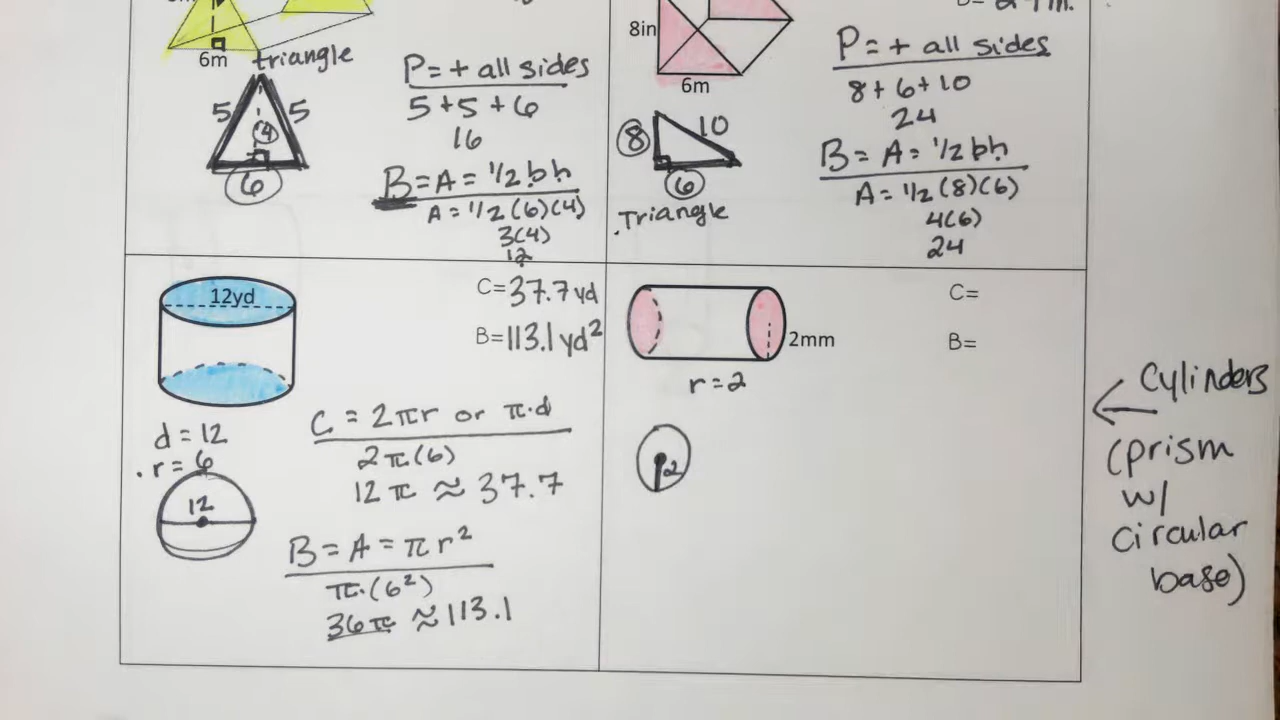 6m
triangle
5
5
4
6
P = + all sides
5 + 5 + 6
16
B = A = 1/2 bh
A = 1/2 (6)(4)
3(4)
12
8in
6m
8
10
6
Triangle
P = + all sides
8 + 6 + 10
24
B = A = 1/2 bh
A = 1/2 (8)(6)
4(6)
24
12yd
C=37.7 yd
B=113.1 yd²
d = 12
r = 6
12
C = 2πr or π·d
2π(6)
12π ≈ 37.7
B = A = πr²
π·(6²)
36π ≈ 113.1
2mm
r = 2
2
C=
B=
← Cylinders
(prism
w/
circular
base)